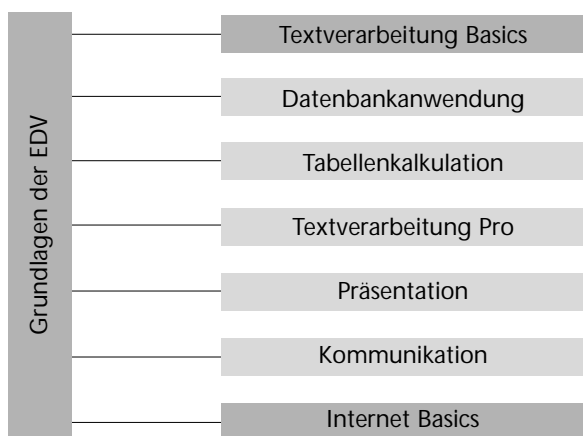 Grundlagen der EDV
Textverarbeitung Basics
Datenbankanwendung
Tabellenkalkulation
Textverarbeitung Pro
Präsentation
Kommunikation
Internet Basics